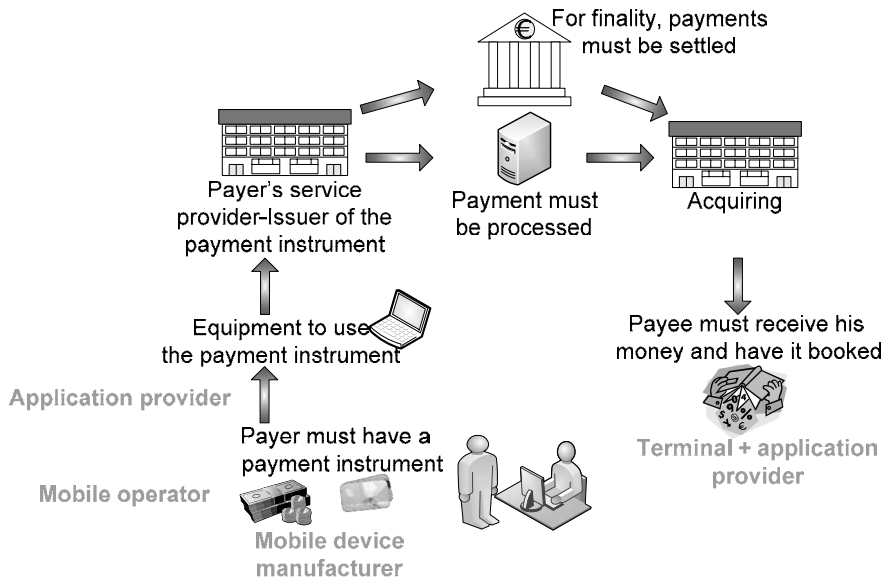 For finality, payments
must be settled
Payer's service
provider-Issuer of the
payment instrument
Payment must
be processed
Acquiring
Equipment to use
the payment instrument
Payee must receive his
money and have it booked
Application provider
Payer must have a
payment instrument
Terminal + application
provider
Mobile operator
Mobile device
manufacturer